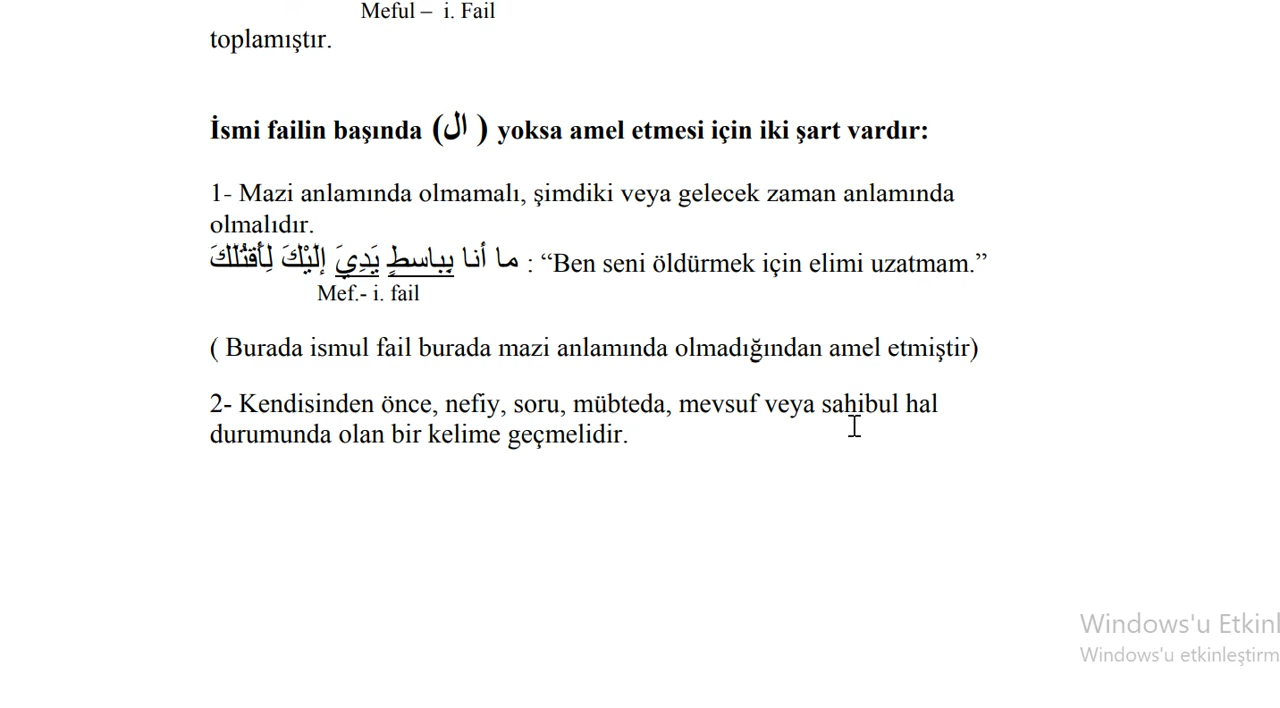 Meful – i. Fail
toplamıştır.
İsmi failin başında (ال ) yoksa amel etmesi için iki şart vardır:
1- Mazi anlamında olmamalı, şimdiki veya gelecek zaman anlamında
olmalıdır.
ما أنا بِباسطٍ يَدِيَ إلَيْكَ لِأَقتُلَكَ : “Ben seni öldürmek için elimi uzatmam.”
Mef.- i. fail
( Burada ismul fail burada mazi anlamında olmadığından amel etmiştir)
2- Kendisinden önce, nefiy, soru, mübteda, mevsuf veya sahibul hal
durumunda olan bir kelime geçmelidir.
Windows'u Etkinl
Windows'u etkinleştirm